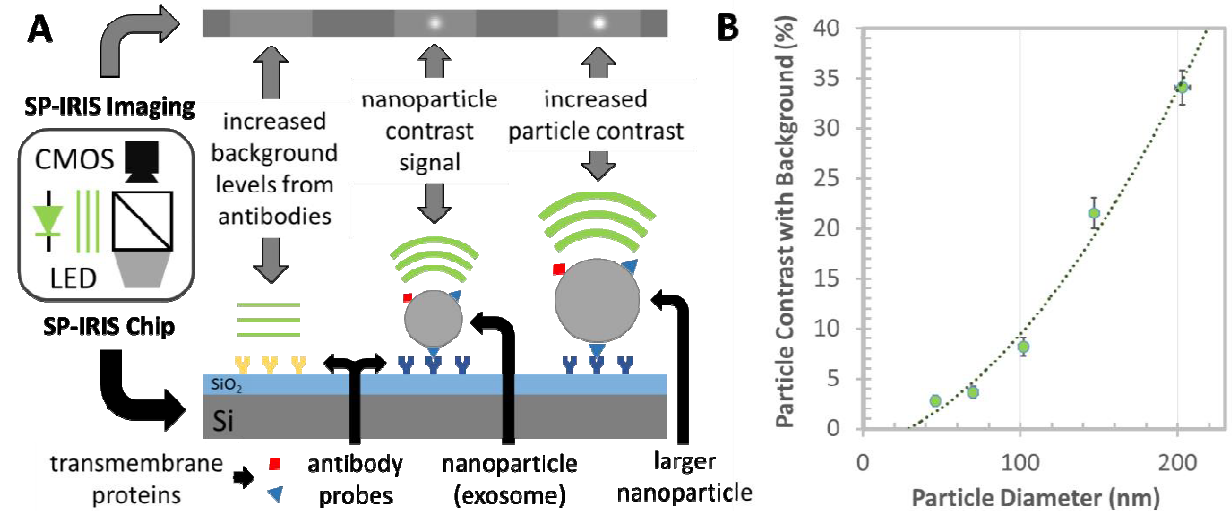 A
SP-IRIS Imaging
CMOS
LED
SP-IRIS Chip
increased
background
levels from
antibodies
nanoparticle
contrast
signal
increased
particle contrast
SiO₂
Si
transmembrane
proteins
antibody
probes
nanoparticle
(exosome)
larger
nanoparticle
B
Particle Contrast with Background (%)
40
35
30
25
20
15
10
5
0
0
100
200
Particle Diameter (nm)